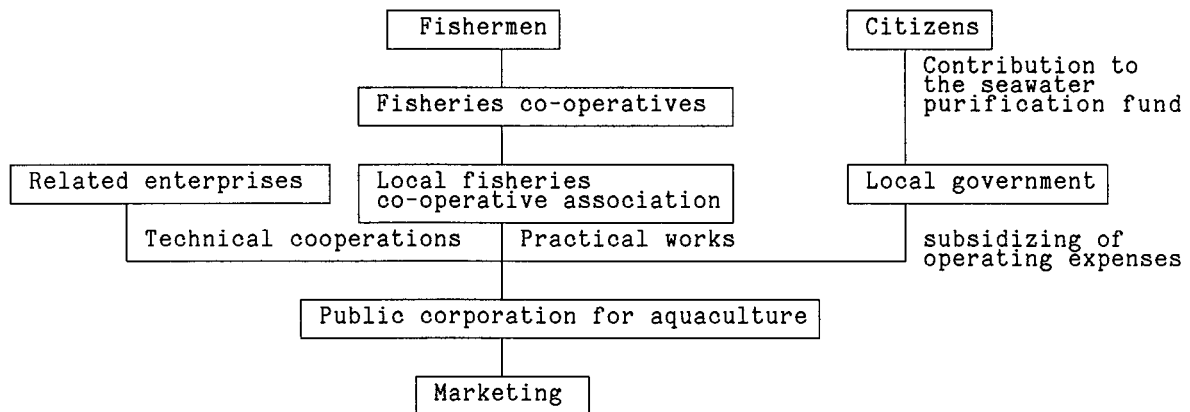 Fishermen
Citizens
Contribution to
the seawater
purification fund
Fisheries co-operatives
Related enterprises
Local fisheries
co-operative association
Local government
Technical cooperations
Practical works
subsidizing of
operating expenses
Public corporation for aquaculture
Marketing